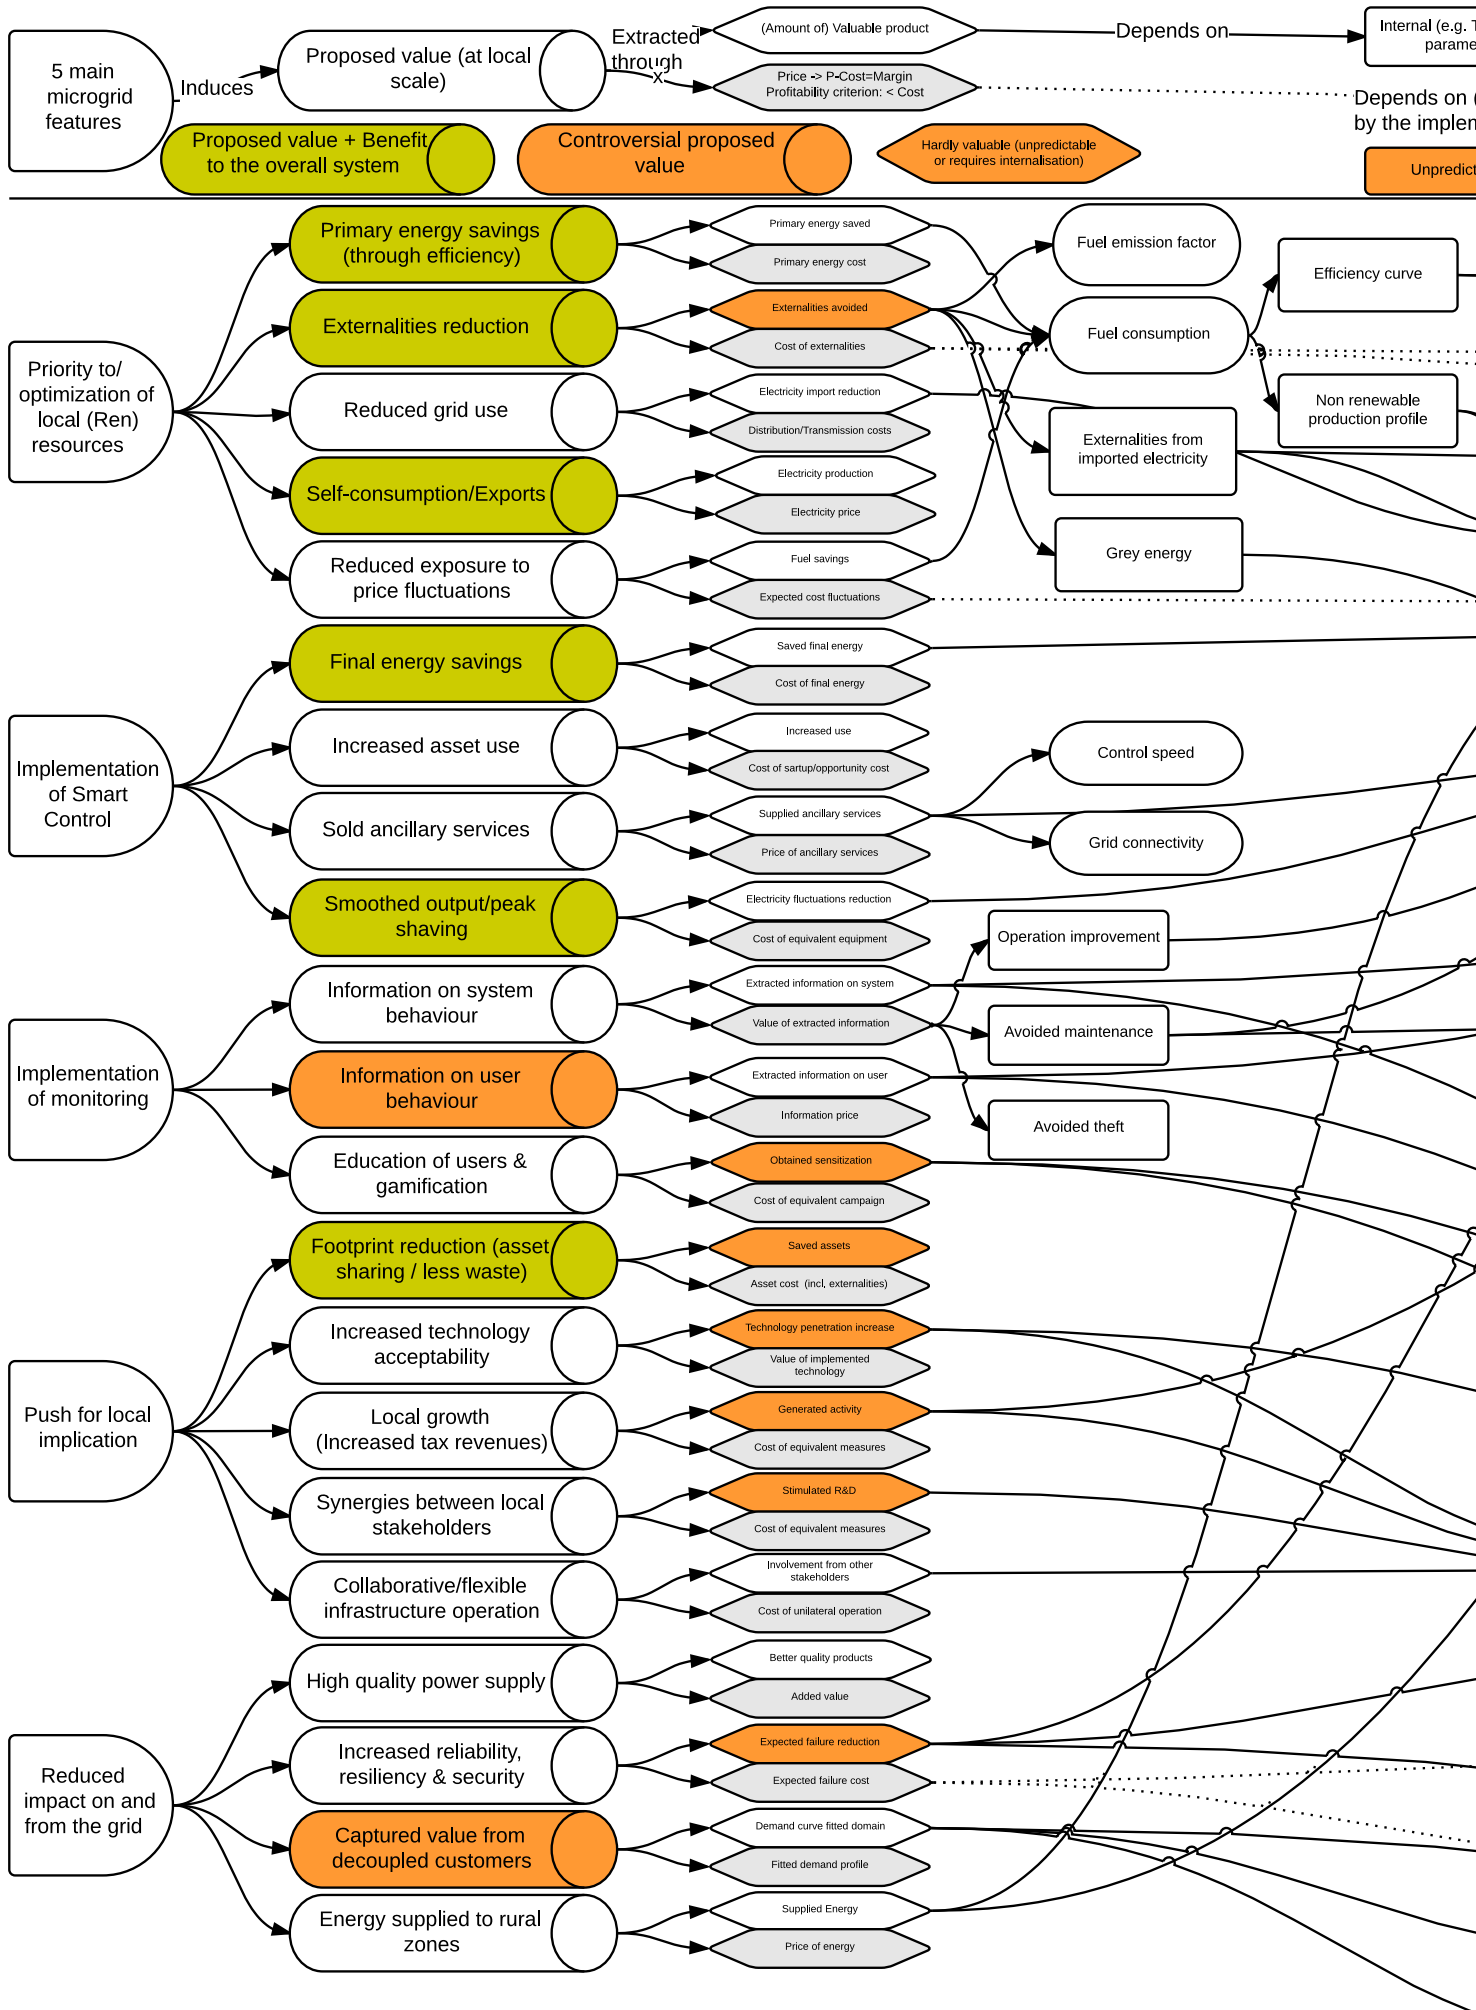 5 main
microgrid
features
Induces
Proposed value (at local
scale)
Extracted
through
x
(Amount of) Valuable product
Price -> P-Cost=Margin
Profitability criterion: < Cost
Depends on
Internal (e.g. T
parame
Depends on (
by the implem
Proposed value + Benefit
to the overall system
Controversial proposed
value
Hardly valuable (unpredictable
or requires internalisation)
Unpredict
Priority to/
optimization of
local (Ren)
resources
Primary energy savings
(through efficiency)
Primary energy saved
Primary energy cost
Externalities reduction
Externalities avoided
Cost of externalities
Reduced grid use
Electricity import reduction
Distribution/Transmission costs
Self-consumption/Exports
Electricity production
Electricity price
Reduced exposure to
price fluctuations
Fuel savings
Expected cost fluctuations
Fuel emission factor
Fuel consumption
Efficiency curve
Non renewable
production profile
Externalities from
imported electricity
Grey energy
Implementation
of Smart
Control
Final energy savings
Saved final energy
Cost of final energy
Increased asset use
Increased use
Cost of sartup/opportunity cost
Sold ancillary services
Supplied ancillary services
Price of ancillary services
Smoothed output/peak
shaving
Electricity fluctuations reduction
Cost of equivalent equipment
Control speed
Grid connectivity
Implementation
of monitoring
Information on system
behaviour
Extracted information on system
Value of extracted information
Information on user
behaviour
Extracted information on user
Information price
Education of users &
gamification
Obtained sensitization
Cost of equivalent campaign
Operation improvement
Avoided maintenance
Avoided theft
Push for local
implication
Footprint reduction (asset
sharing / less waste)
Saved assets
Asset cost (incl, externalities)
Increased technology
acceptability
Technology penetration increase
Value of implemented
technology
Local growth
(Increased tax revenues)
Generated activity
Cost of equivalent measures
Synergies between local
stakeholders
Stimulated R&D
Cost of equivalent measures
Collaborative/flexible
infrastructure operation
Involvement from other
stakeholders
Cost of unilateral operation
Reduced
impact on and
from the grid
High quality power supply
Better quality products
Added value
Increased reliability,
resiliency & security
Expected failure reduction
Expected failure cost
Captured value from
decoupled customers
Demand curve fitted domain
Fitted demand profile
Energy supplied to rural
zones
Supplied Energy
Price of energy